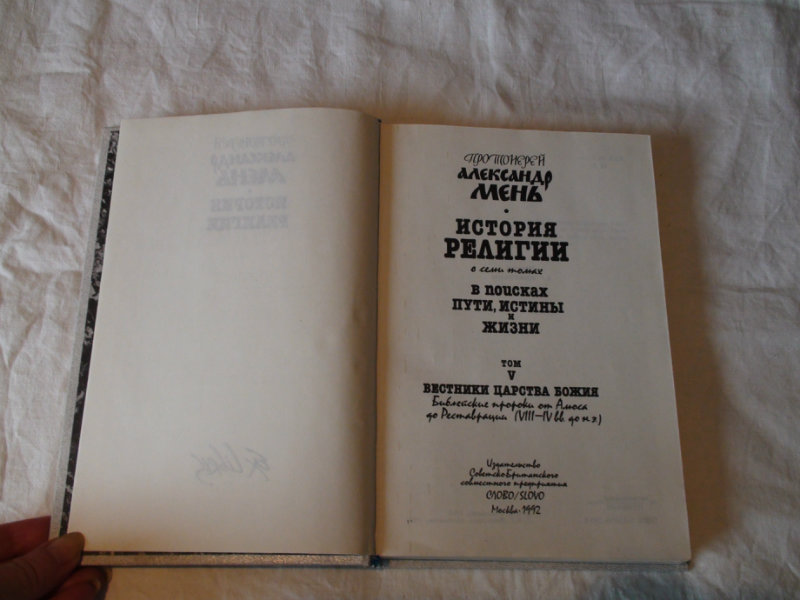 Протоиерей
Александр
Мень
История
Религии
в семи томах
В поисках
пути, истины
и
жизни
том
V
Вестники Царства Божия
Библейские пророки от Амоса
до Реставрации (VIII—IV вв. до н.э)
Издательство
Советско-Британского
совместного предприятия
СЛОВО/SLOVO
Москва · 1992